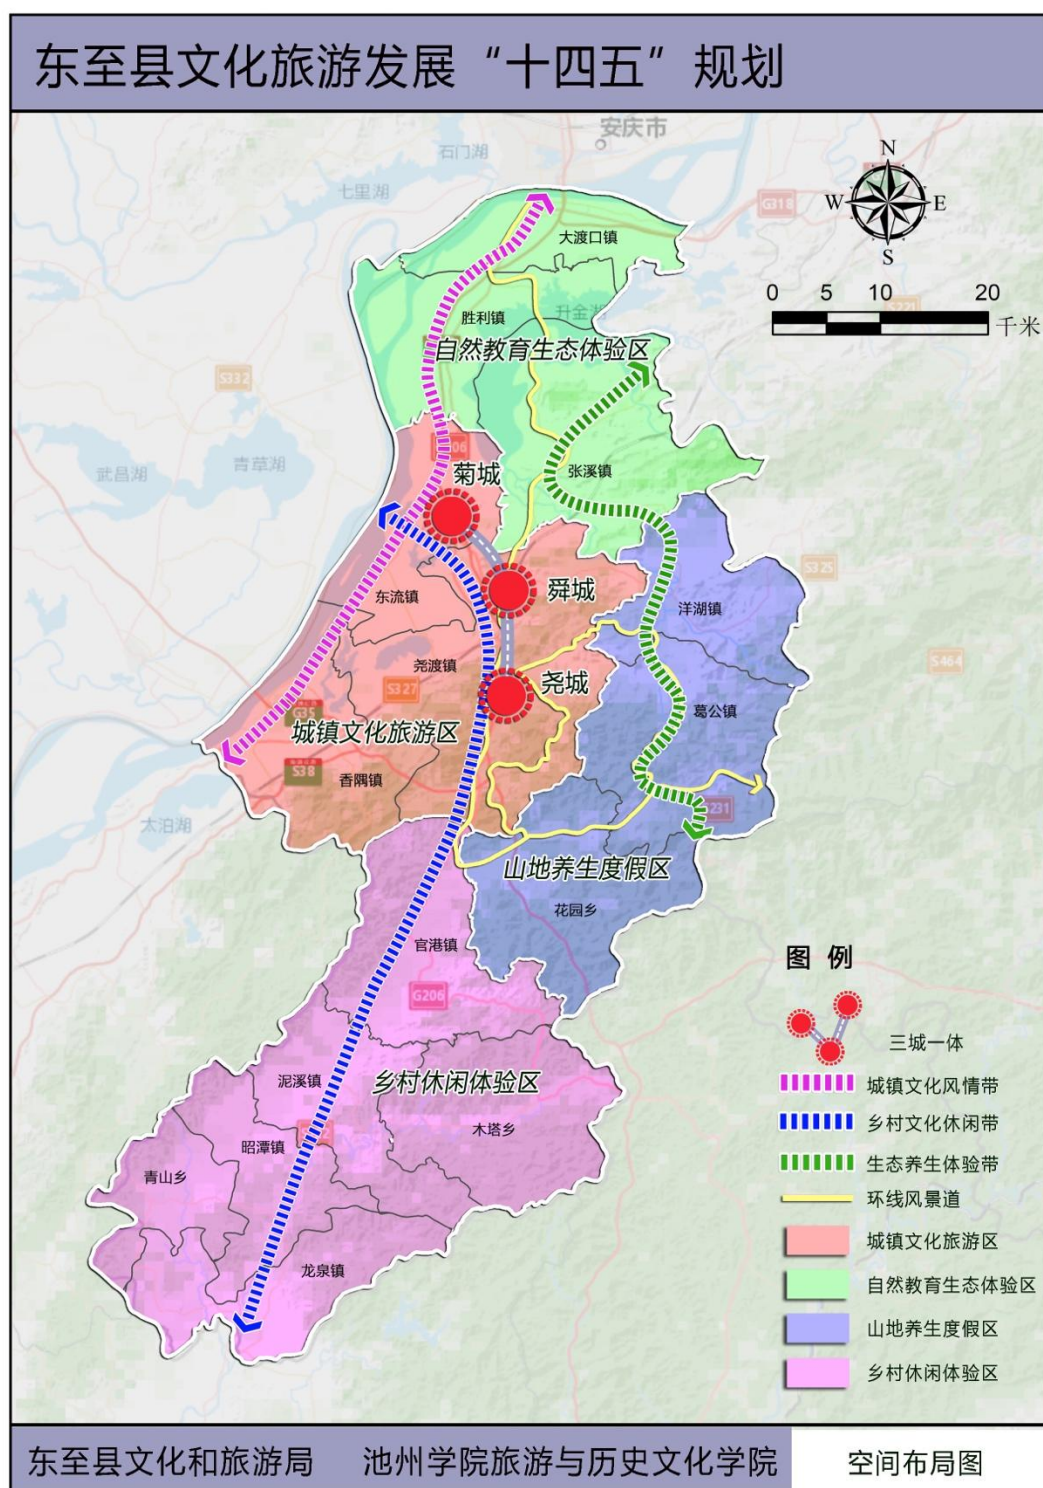 东至县文化旅游发展“十四五”规划
安庆市
石门湖
七里湖
G318
N
W
E
S
大渡口镇
0 5 10 20
千米
升金湖
胜利镇
自然教育生态体验区
S221
S332
G206
武昌湖
青草湖
菊城
张溪镇
舜城
S325
东流镇
洋湖镇
尧渡镇
S327
尧城
S464
G35
葛公镇
城镇文化旅游区
S38
香隅镇
太泊湖
G231
山地养生度假区
花园乡
官港镇
G206
图 例
三城一体
泥溪镇
乡村休闲体验区
城镇文化风情带
乡村文化休闲带
木塔乡
昭潭镇
生态养生体验带
青山乡
环线风景道
城镇文化旅游区
龙泉镇
自然教育生态体验区
山地养生度假区
乡村休闲体验区
东至县文化和旅游局 池州学院旅游与历史文化学院 空间布局图